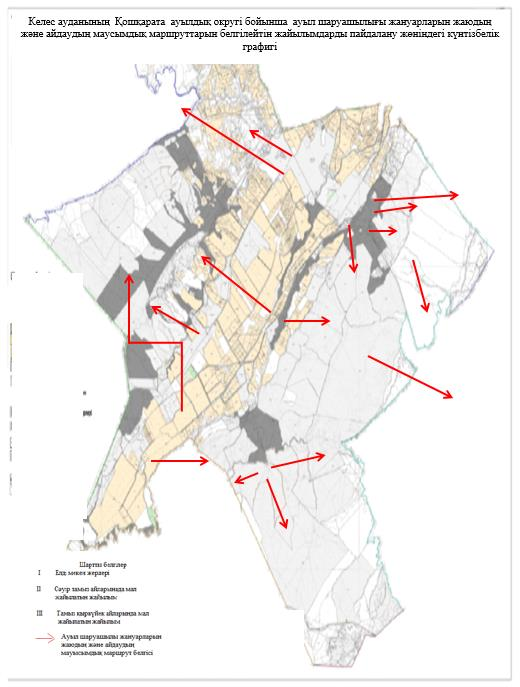 Келес ауданының Қошқарата ауылдық округі бойынша ауыл шаруашылығы жануарларын жаюдың
және айдаудың маусымдық маршруттарын белгілейтін жайылымдарды пайдалану жөніндегі күнтізбелік
графигі
Шартты белгілер
I Елді мекен жерлері
II Сәуір тамыз айларында мал
жайылатын жайылым
III Тамыз қыркүйек айларында мал
жайылатын жайылым
Ауыл шаруашылы жануарларын
жаюдың және айдаудың
маусымдық маршрут белгісі